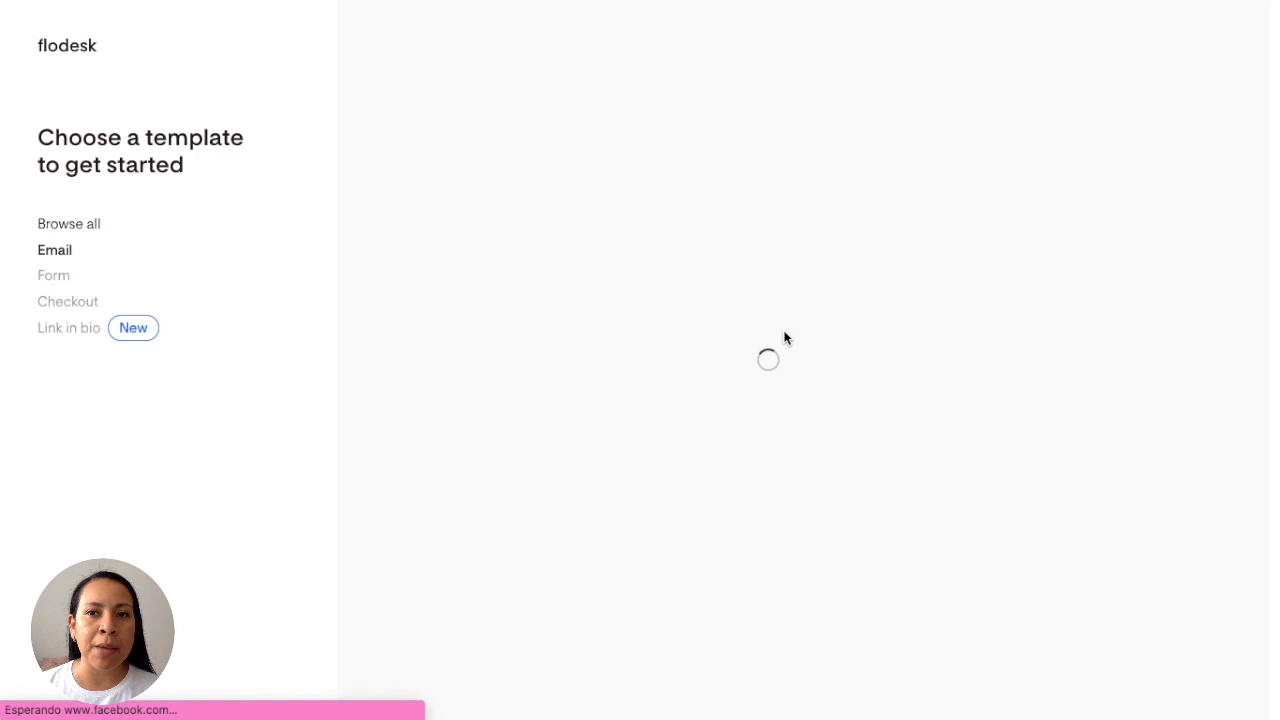 flodesk
Choose a template
to get started
Browse all
Email
Form
Checkout
Link in bio New
Esperando www.facebook.com...